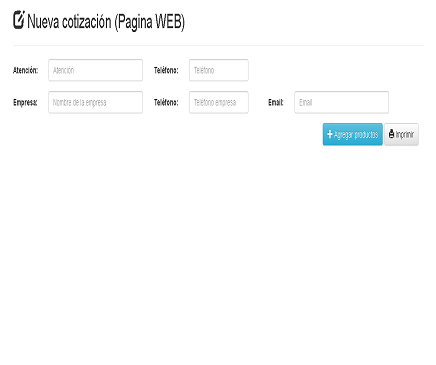 Nueva cotización (Pagina WEB)
Atención: Atención Teléfono: Teléfono
Empresa: Nombre de la empresa Teléfono: Teléfono empresa Email: Email
Agregar productos Imprimir